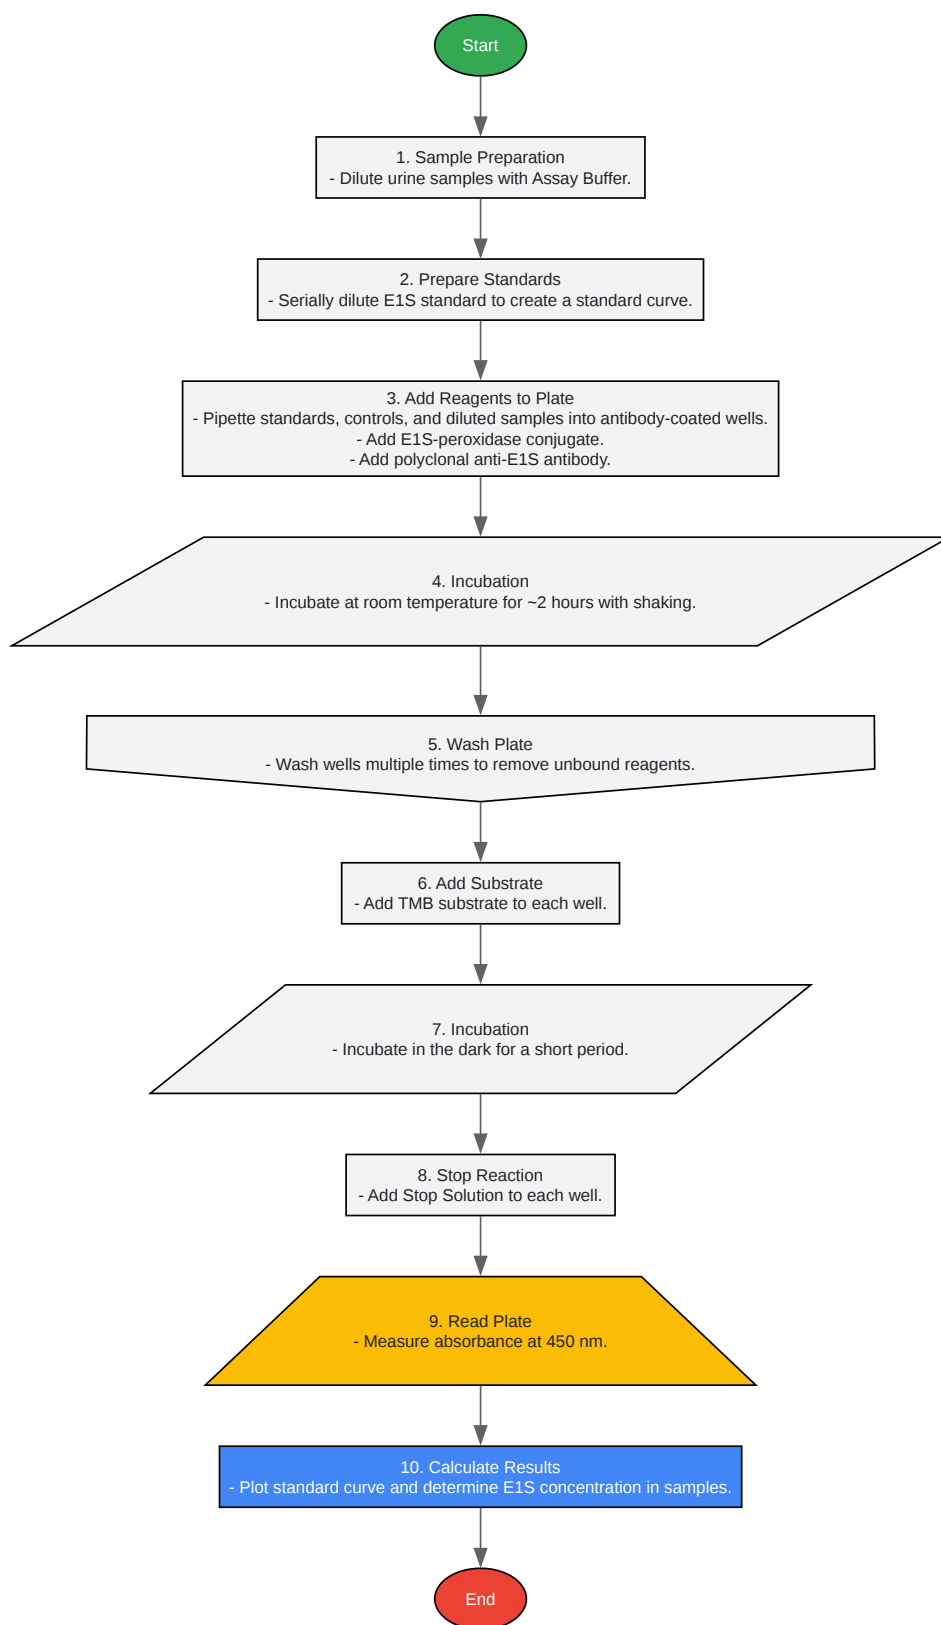 Start
1. Sample Preparation
- Dilute urine samples with Assay Buffer.
2. Prepare Standards
- Serially dilute E1S standard to create a standard curve.
3. Add Reagents to Plate
- Pipette standards, controls, and diluted samples into antibody-coated wells.
- Add E1S-peroxidase conjugate.
- Add polyclonal anti-E1S antibody.
4. Incubation
- Incubate at room temperature for ~2 hours with shaking.
5. Wash Plate
- Wash wells multiple times to remove unbound reagents.
6. Add Substrate
- Add TMB substrate to each well.
7. Incubation
- Incubate in the dark for a short period.
8. Stop Reaction
- Add Stop Solution to each well.
9. Read Plate
- Measure absorbance at 450 nm.
10. Calculate Results
- Plot standard curve and determine E1S concentration in samples.
End